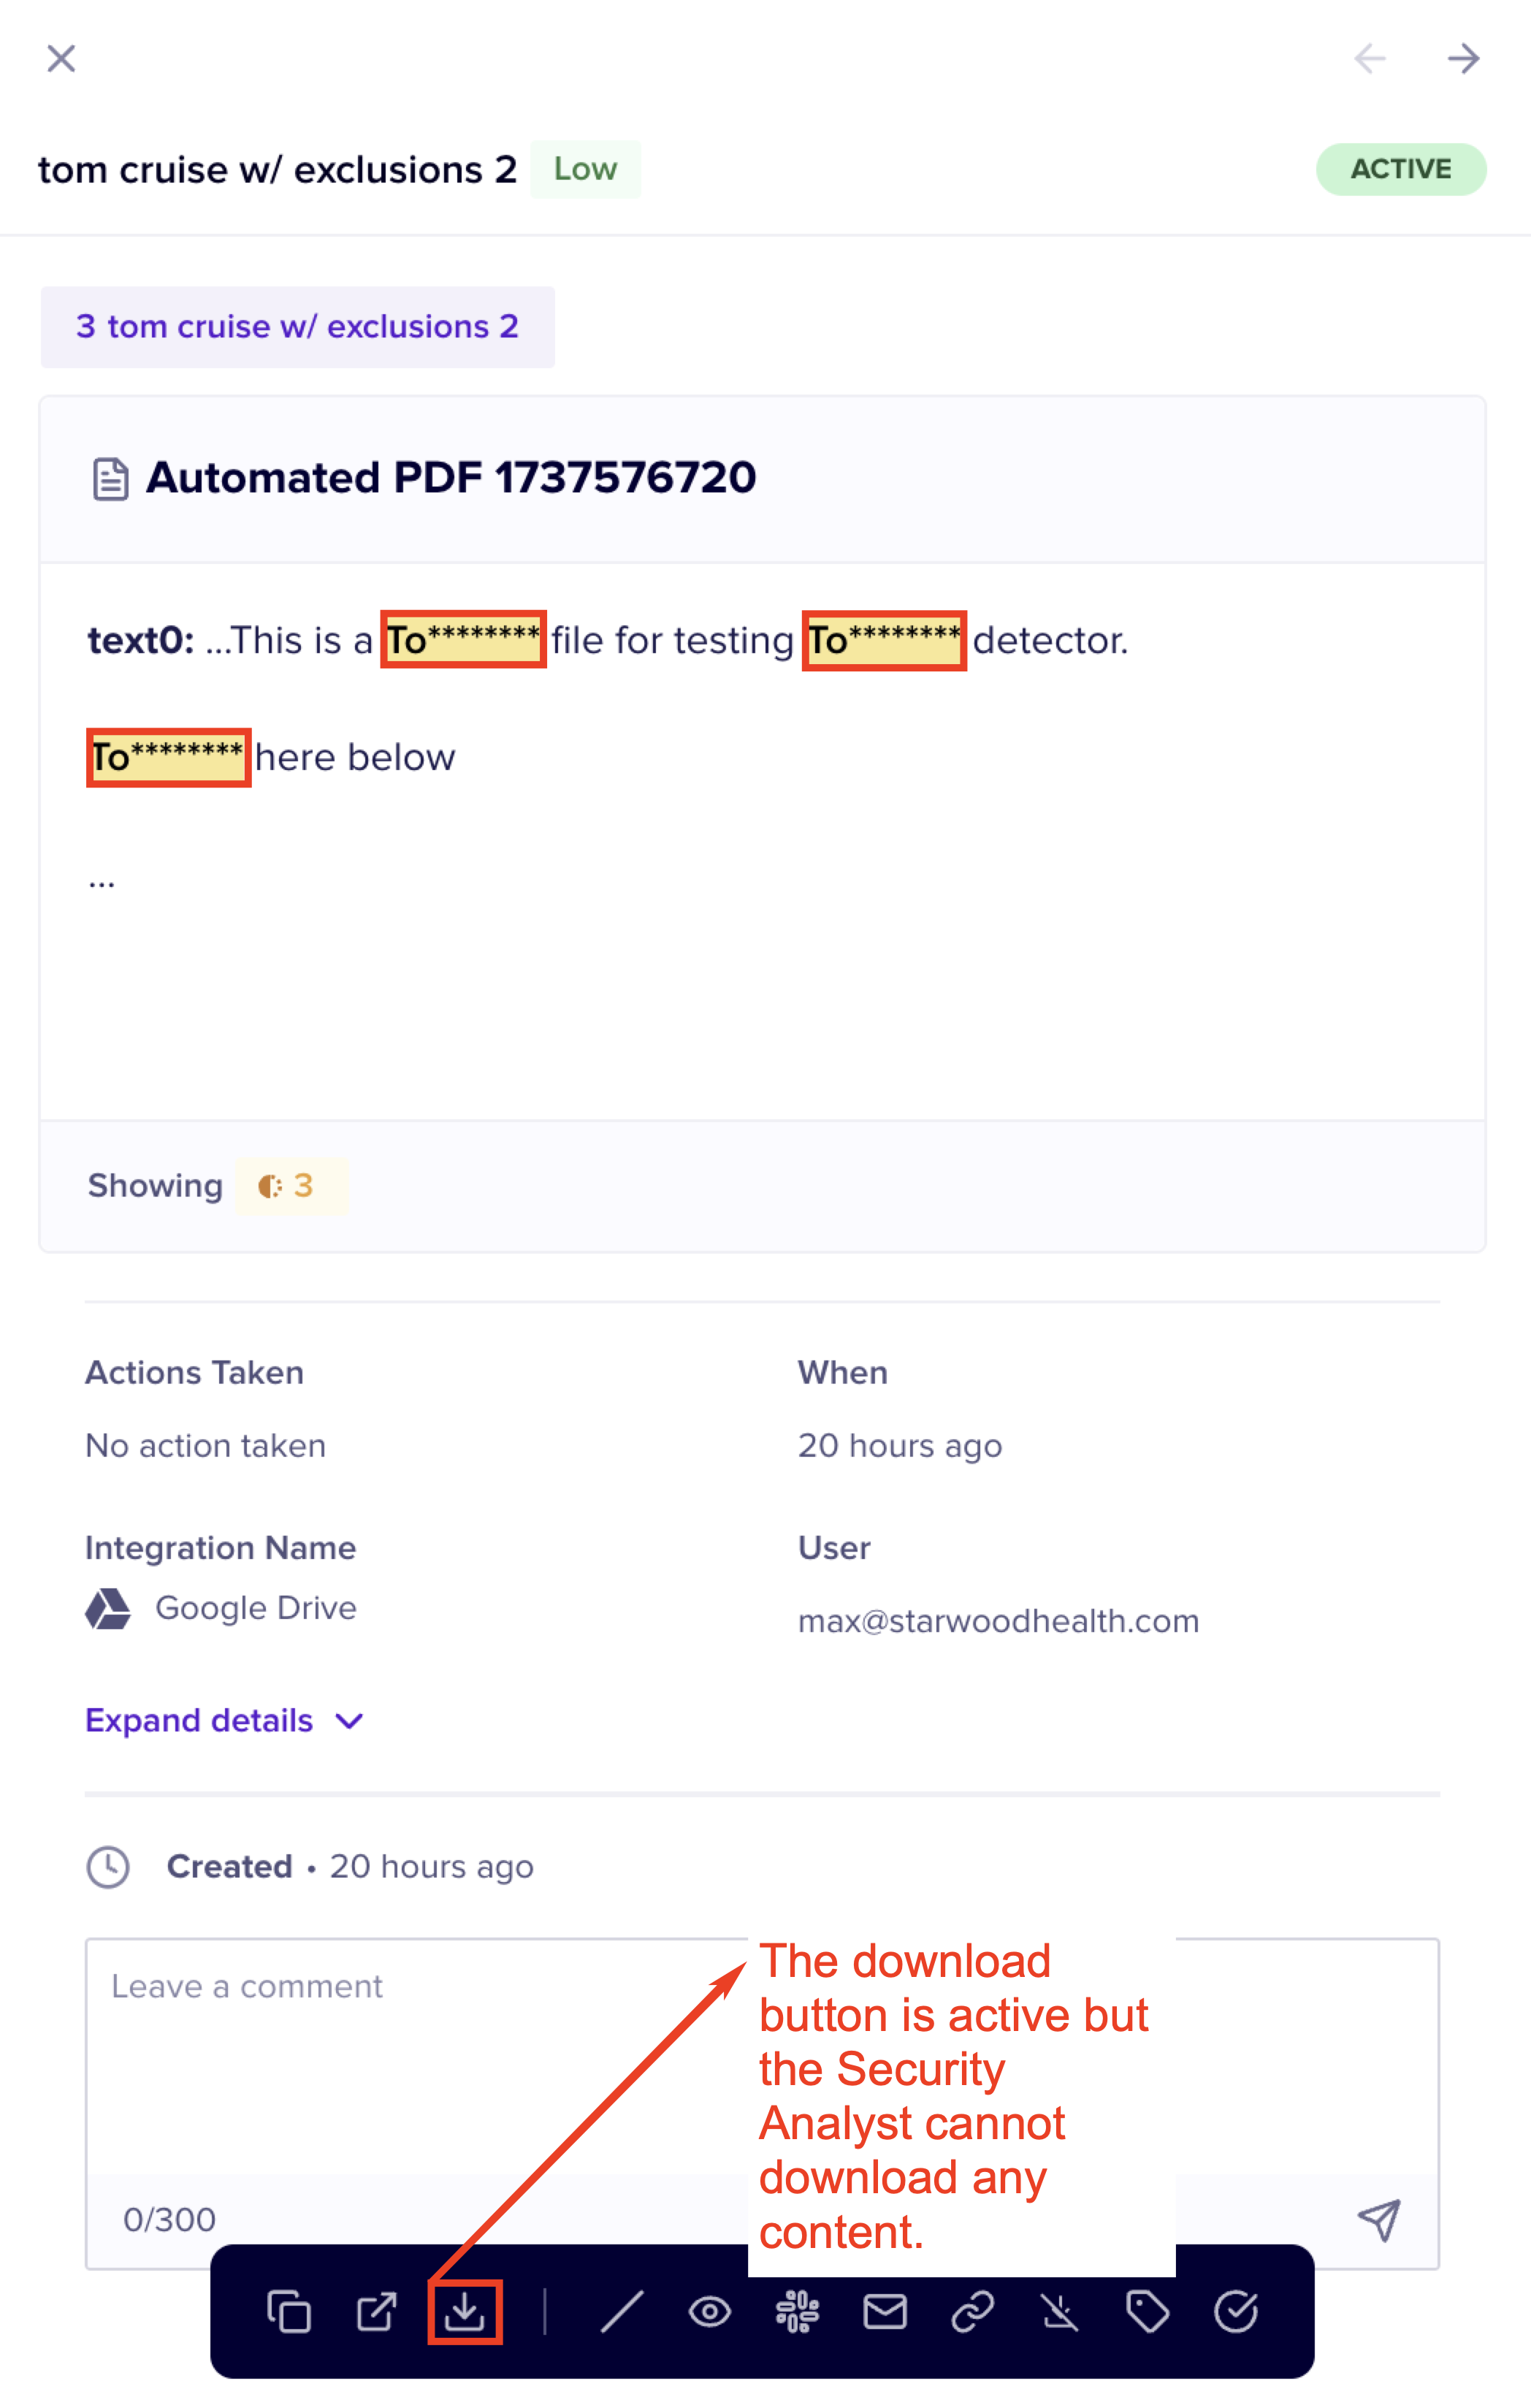 tom cruise w/ exclusions 2 Low ACTIVE
3 tom cruise w/ exclusions 2
Automated PDF 1737576720
text0: ...This is a To******** file for testing To******** detector.
To******** here below
...
Showing 3
Actions Taken When
No action taken 20 hours ago
Integration Name User
Google Drive max@starwoodhealth.com
Expand details
Created • 20 hours ago
Leave a comment
The download
button is active but
the Security
Analyst cannot
download any
content.
0/300